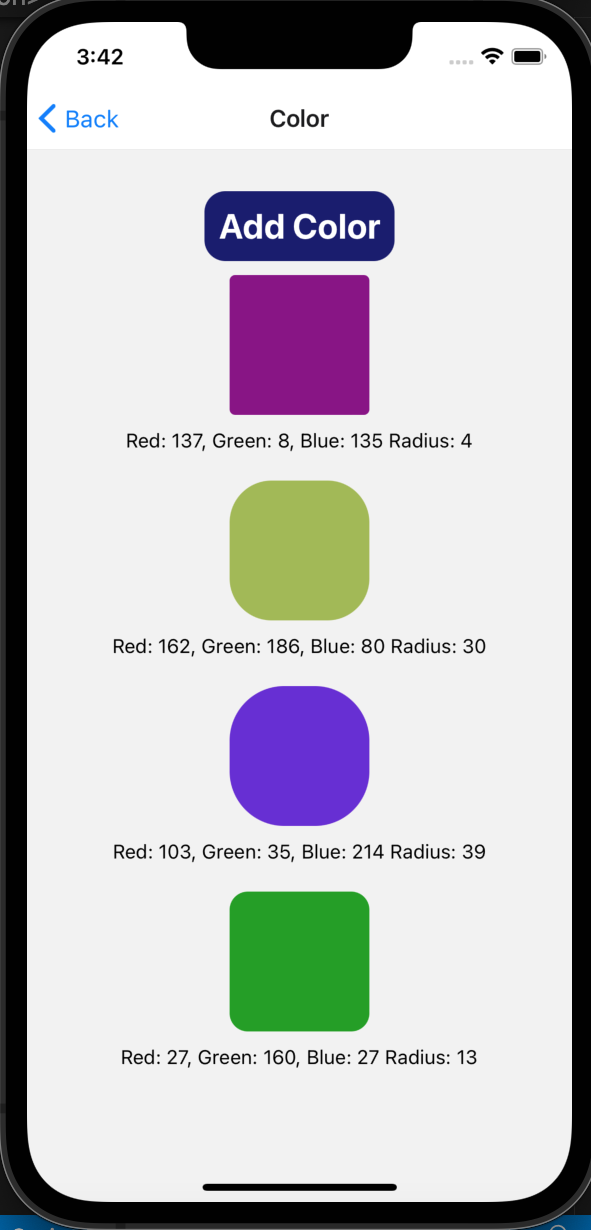 3:42
Back
Color
Add Color
Red: 137, Green: 8, Blue: 135 Radius: 4
Red: 162, Green: 186, Blue: 80 Radius: 30
Red: 103, Green: 35, Blue: 214 Radius: 39
Red: 27, Green: 160, Blue: 27 Radius: 13